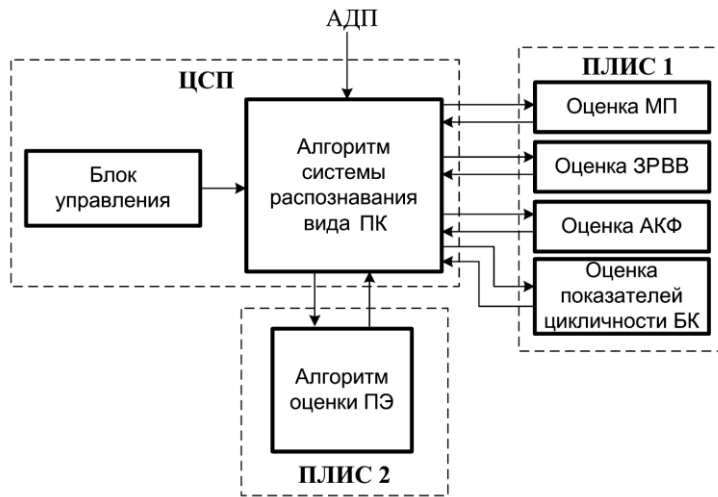 АДП
ЦСП
ПЛИС 1
Блок
управления
Алгоритм
системы
распознавания
вида ПК
Оценка МП
Оценка ЗРВВ
Оценка АКФ
Оценка
показателей
цикличности БК
Алгоритм
оценки ПЭ
ПЛИС 2